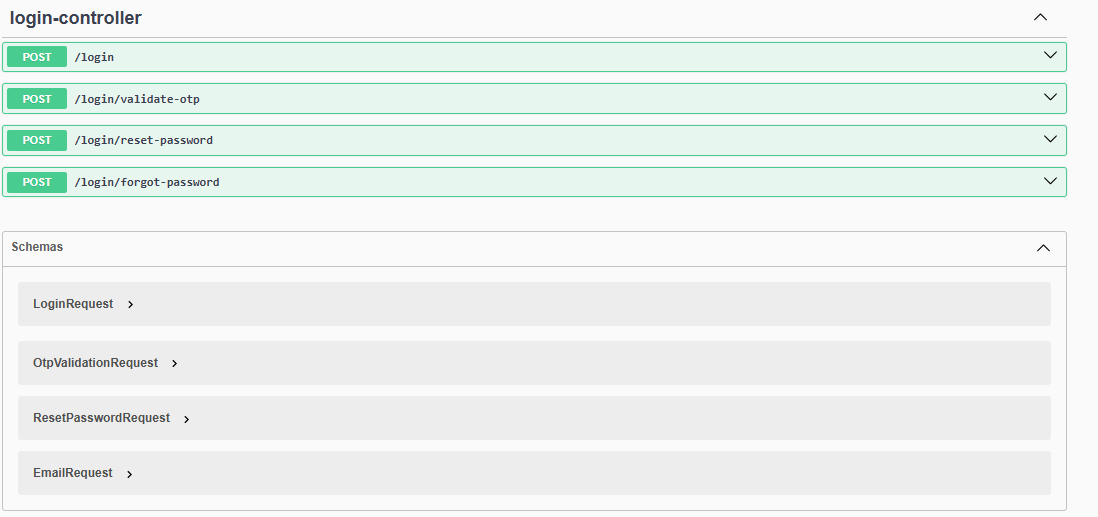 login-controller
POST /login
POST /login/validate-otp
POST /login/reset-password
POST /login/forgot-password
Schemas
LoginRequest
OtpValidationRequest
ResetPasswordRequest
EmailRequest